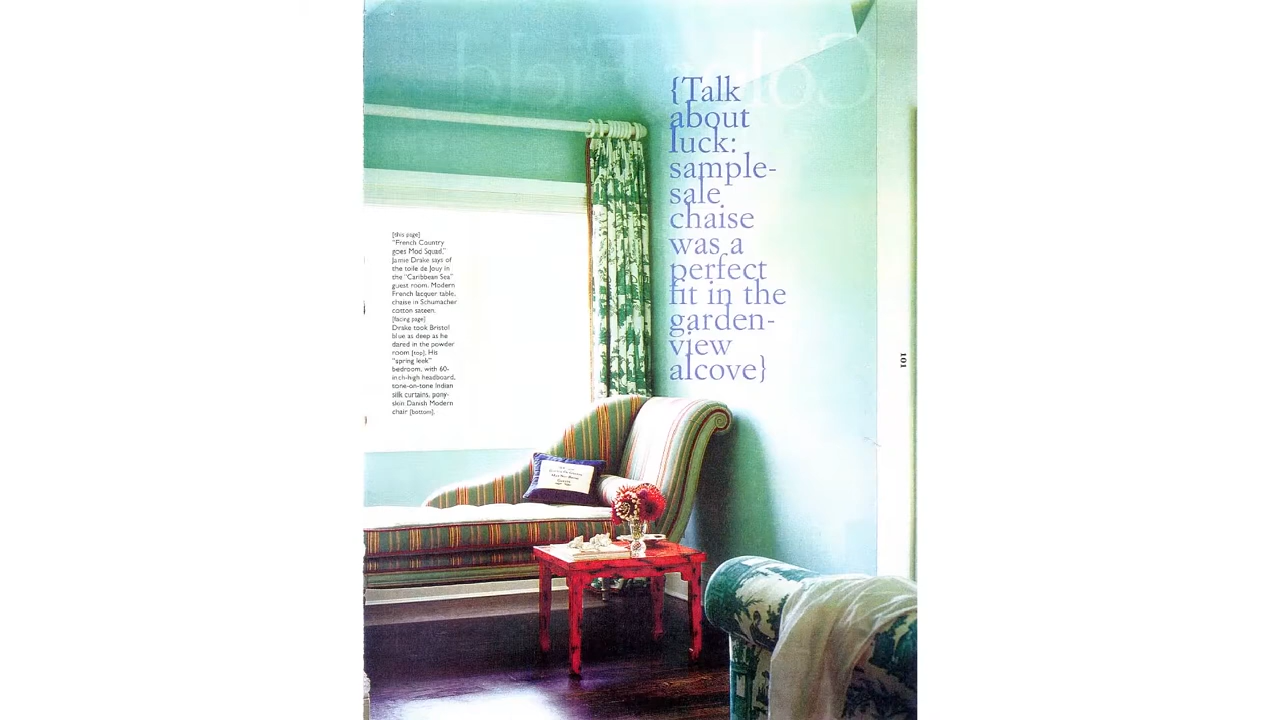 {Talk
about
luck:
sample-
sale
chaise
was a
perfect
fit in the
garden-
view
alcove}
[this page]
"French Country
goes Mod Squad,"
Jamie Drake says of
the toile de Jouy in
the "Caribbean Sea"
guest room. Modern
French lacquer table,
chaise in Schumacher
cotton sateen.
[facing page]
Drake took Bristol
blue as deep as he
dared in the powder
room [top]. His
"spring leek"
bedroom, with 60-
inch-high headboard,
tone-on-tone Indian
silk curtains, pony-
skin Danish Modern
chair [bottom].
101